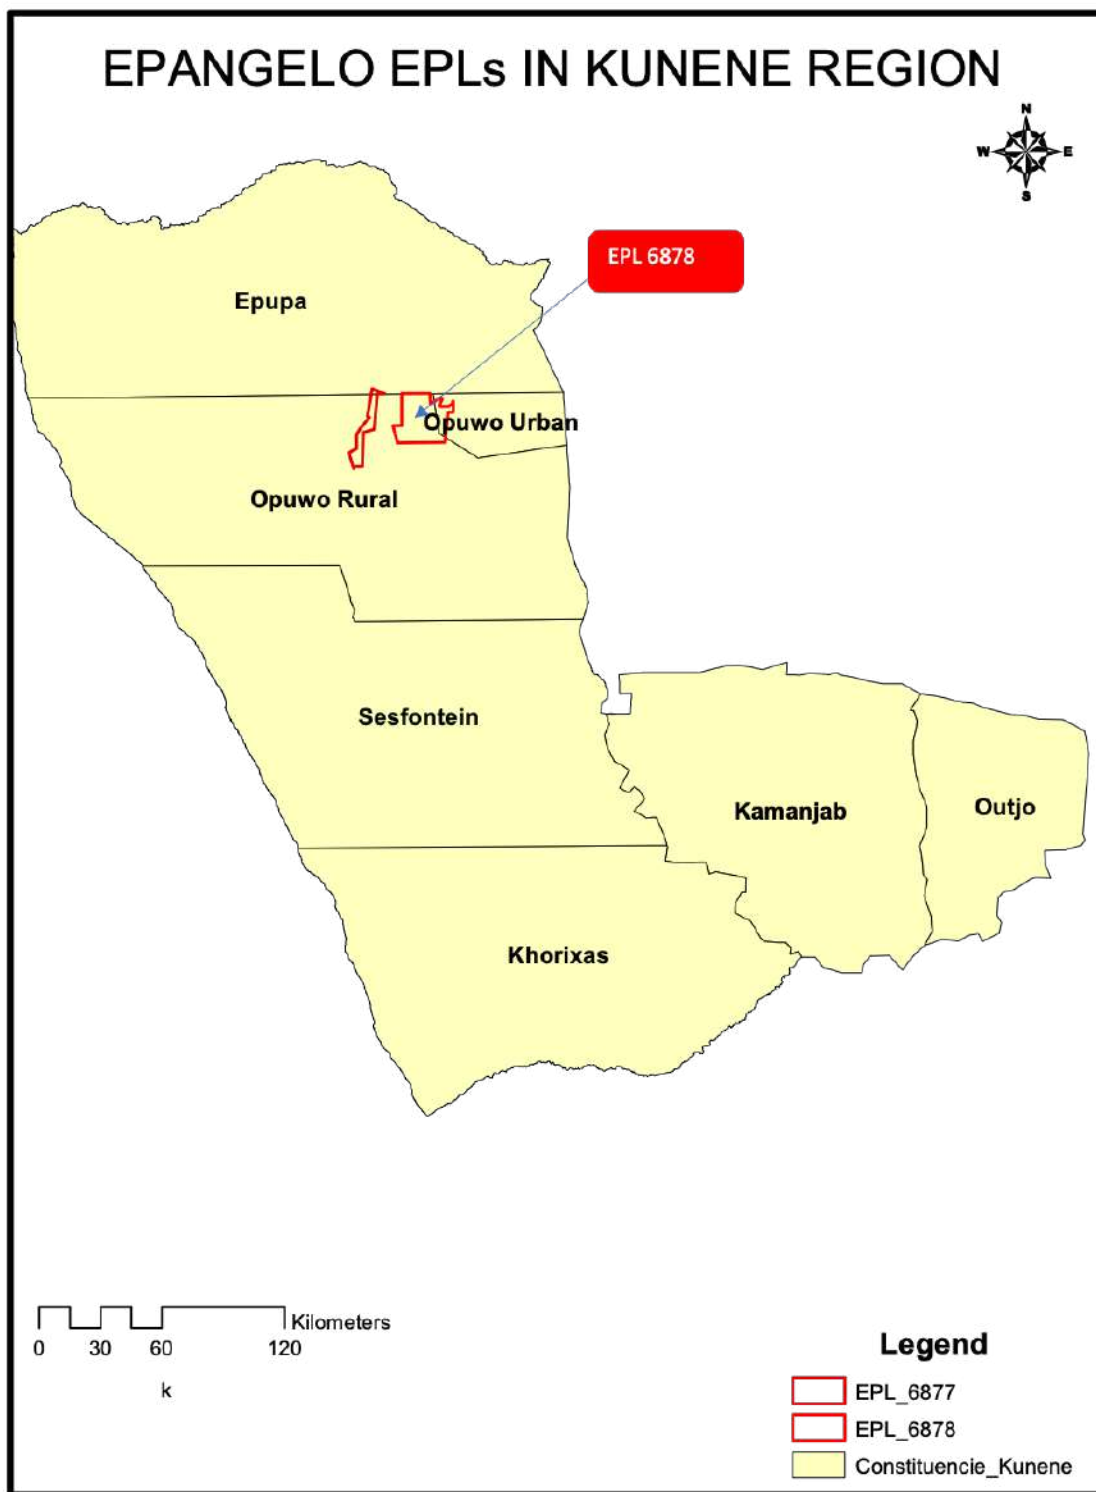 EPANGELO EPLs IN KUNENE REGION
N
W E
S
EPL 6878
Epupa
Opuwo Urban
Opuwo Rural
Sesfontein
Kamanjab
Outjo
Khorixas
Kilometers
0 30 60 120
k
Legend
EPL_6877
EPL_6878
Constituencie_Kunene